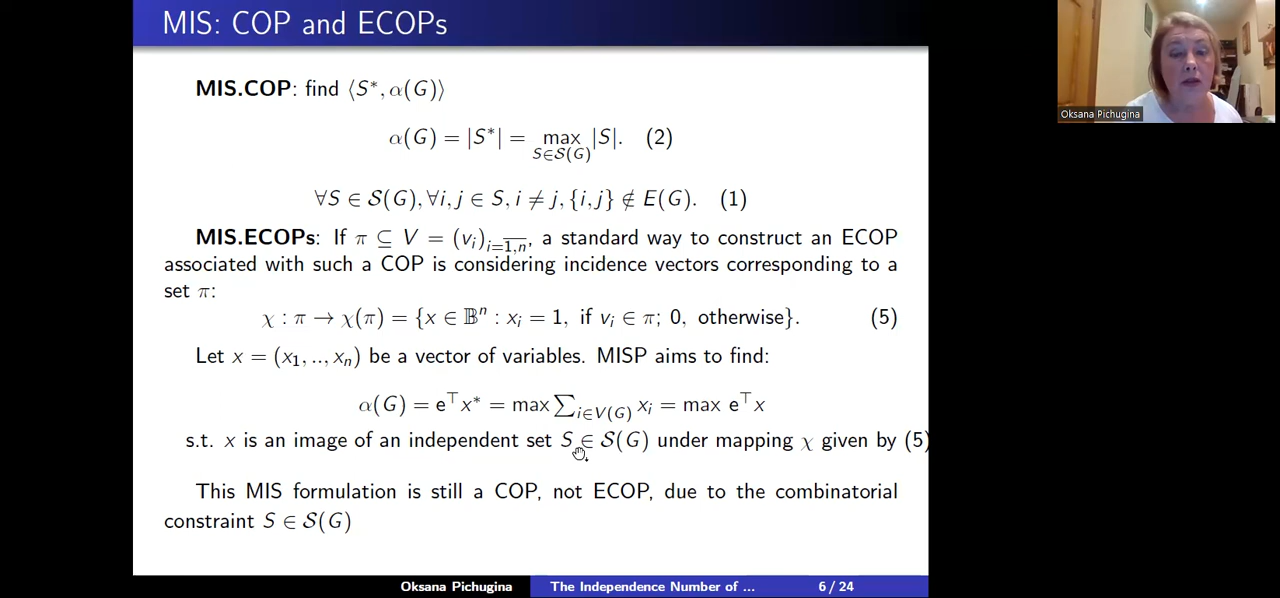 MIS: COP and ECOPs
MIS.COP: find ⟨S*, α(G)⟩
α(G) = |S*| = max_{S∈𝒮(G)} |S|. (2)
∀S ∈ 𝒮(G), ∀i, j ∈ S, i ≠ j, {i, j} ∉ E(G). (1)
MIS.ECOPs: If π ⊆ V = (v_i)_{i=\overline{1,n}}, a standard way to construct an ECOP
associated with such a COP is considering incidence vectors corresponding to a
set π:
χ : π → χ(π) = {x ∈ 𝔹ⁿ : x_i = 1, if v_i ∈ π; 0, otherwise}. (5)
Let x = (x₁, .., x_n) be a vector of variables. MISP aims to find:
α(G) = e^⊤x* = max ∑_{i∈V(G)} x_i = max e^⊤x
s.t. x is an image of an independent set S ∈ 𝒮(G) under mapping χ given by (5)
This MIS formulation is still a COP, not ECOP, due to the combinatorial
constraint S ∈ 𝒮(G)
Oksana Pichugina
The Independence Number of ...
6 / 24
Oksana Pichugina